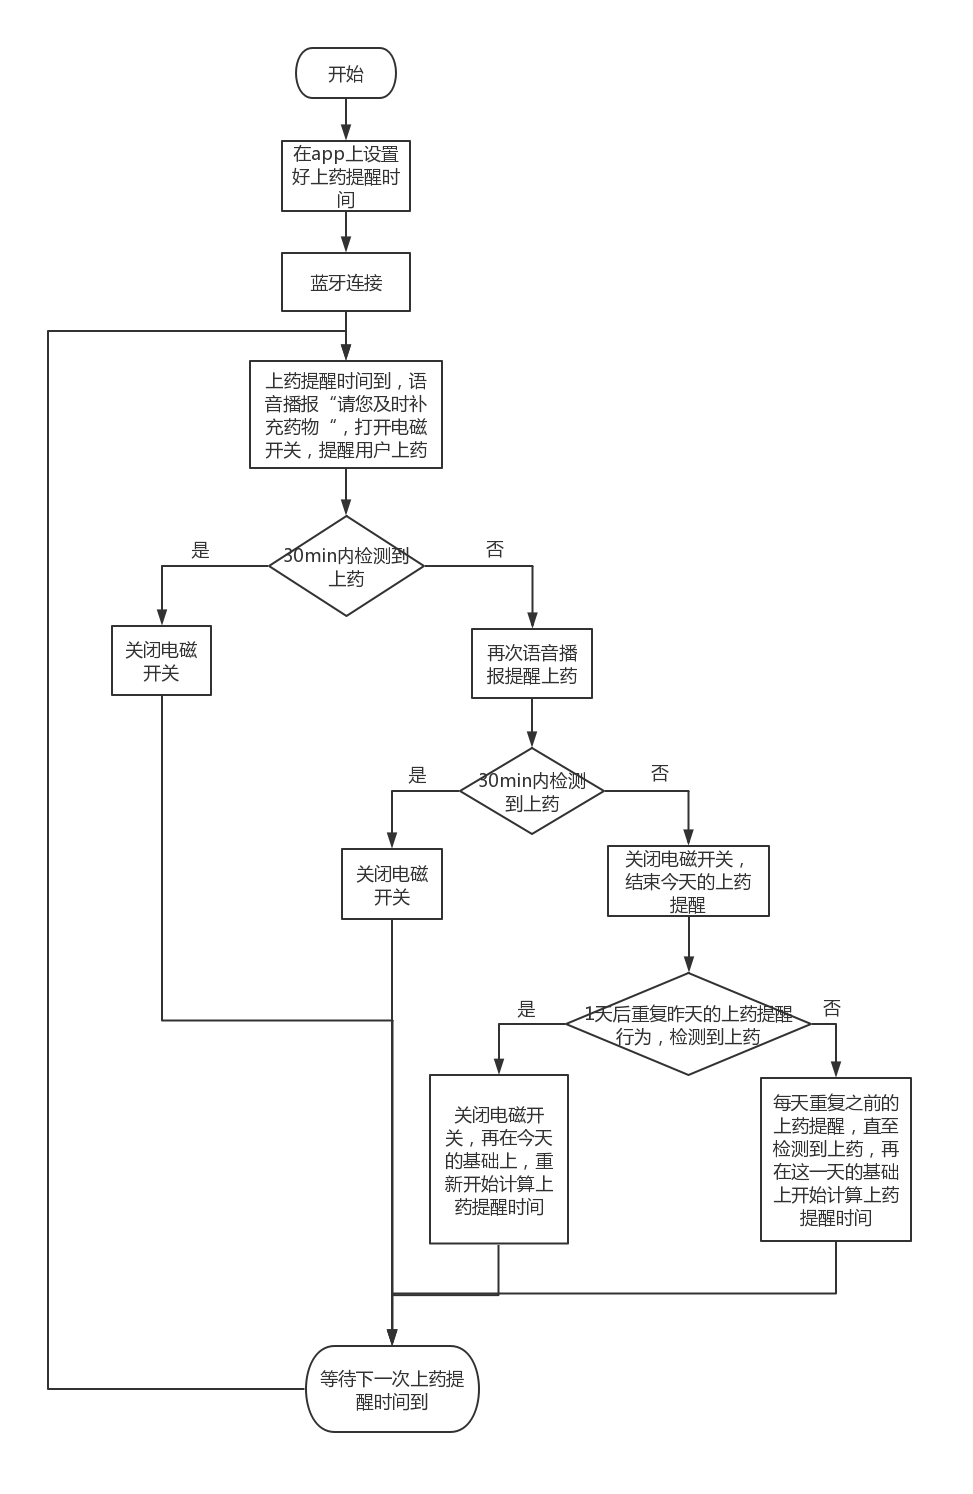 开始
在app上设置
好上药提醒时
间
蓝牙连接
上药提醒时间到，语
音播报“请您及时补
充药物“，打开电磁
开关，提醒用户上药
30min内检测到
上药
是
否
关闭电磁
开关
再次语音播
报提醒上药
30min内检测
到上药
是
否
关闭电磁
开关
关闭电磁开关，
结束今天的上药
提醒
1天后重复昨天的上药提醒
行为，检测到上药
是
否
关闭电磁开
关，再在今天
的基础上，重
新开始计算上
药提醒时间
每天重复之前的
上药提醒，直至
检测到上药，再
在这一天的基础
上开始计算上药
提醒时间
等待下一次上药提
醒时间到